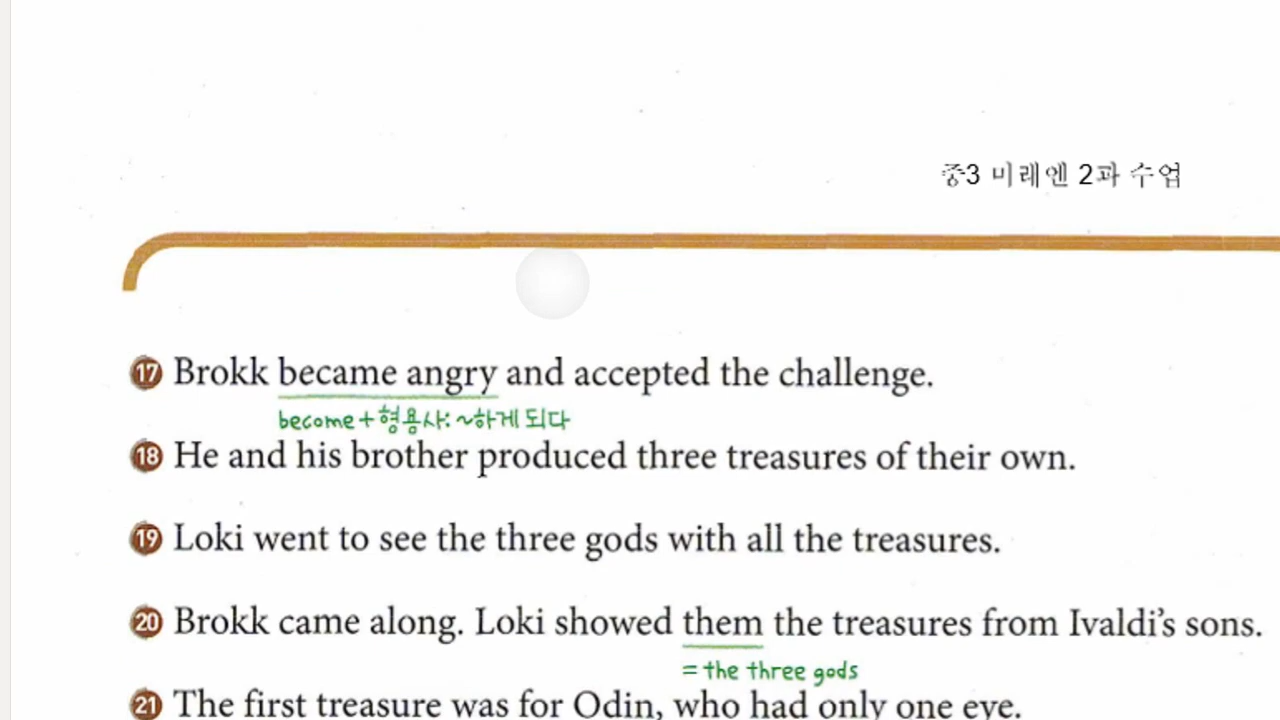 중3 미래엔 2과 수업
17 Brokk became angry and accepted the challenge.
become + 형용사: ~하게 되다
18 He and his brother produced three treasures of their own.
19 Loki went to see the three gods with all the treasures.
20 Brokk came along. Loki showed them the treasures from Ivaldi's sons.
= the three gods
21 The first treasure was for Odin, who had only one eye.